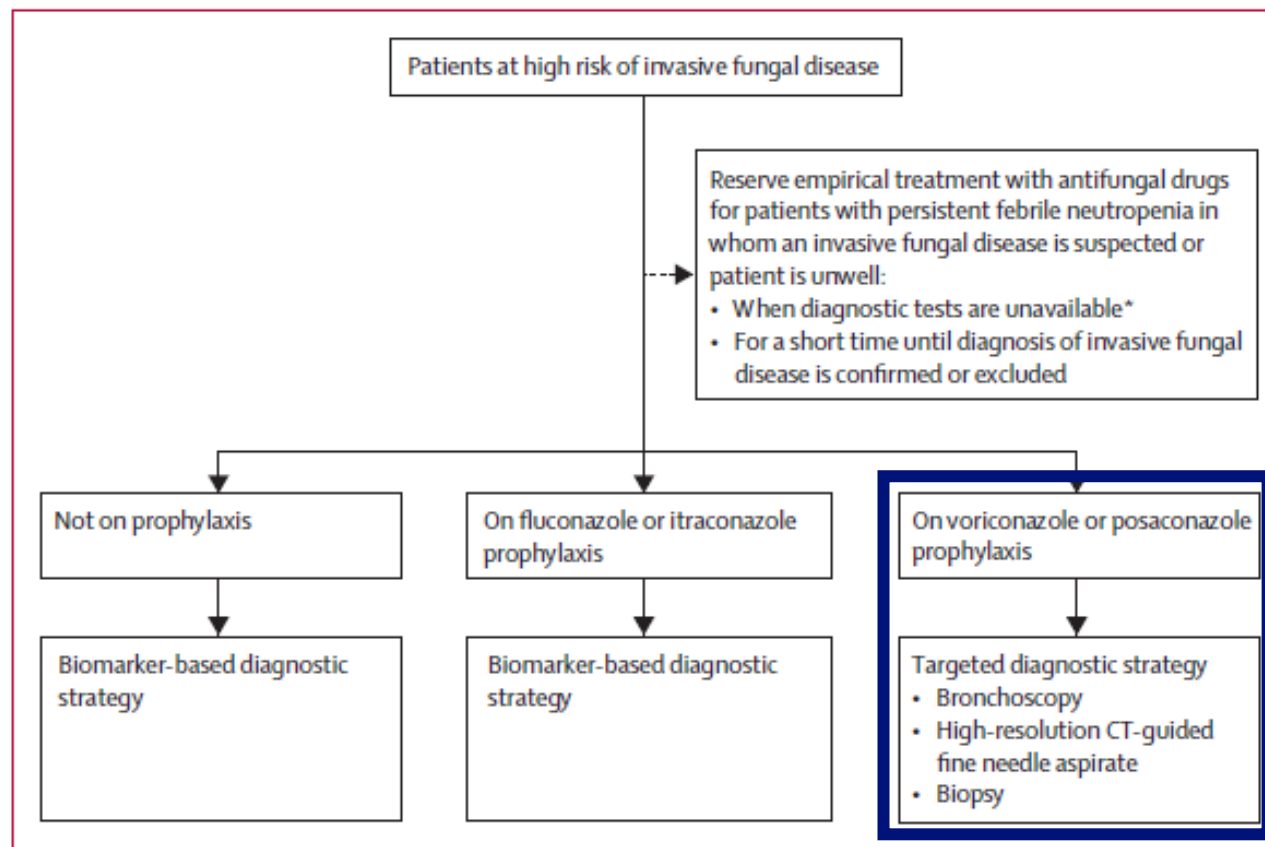 Patients at high risk of invasive fungal disease
Reserve empirical treatment with antifungal drugs
for patients with persistent febrile neutropenia in
whom an invasive fungal disease is suspected or
patient is unwell:
• When diagnostic tests are unavailable*
• For a short time until diagnosis of invasive fungal
disease is confirmed or excluded
Not on prophylaxis
On fluconazole or itraconazole
prophylaxis
On voriconazole or posaconazole
prophylaxis
Biomarker-based diagnostic
strategy
Biomarker-based diagnostic
strategy
Targeted diagnostic strategy
• Bronchoscopy
• High-resolution CT-guided
fine needle aspirate
• Biopsy